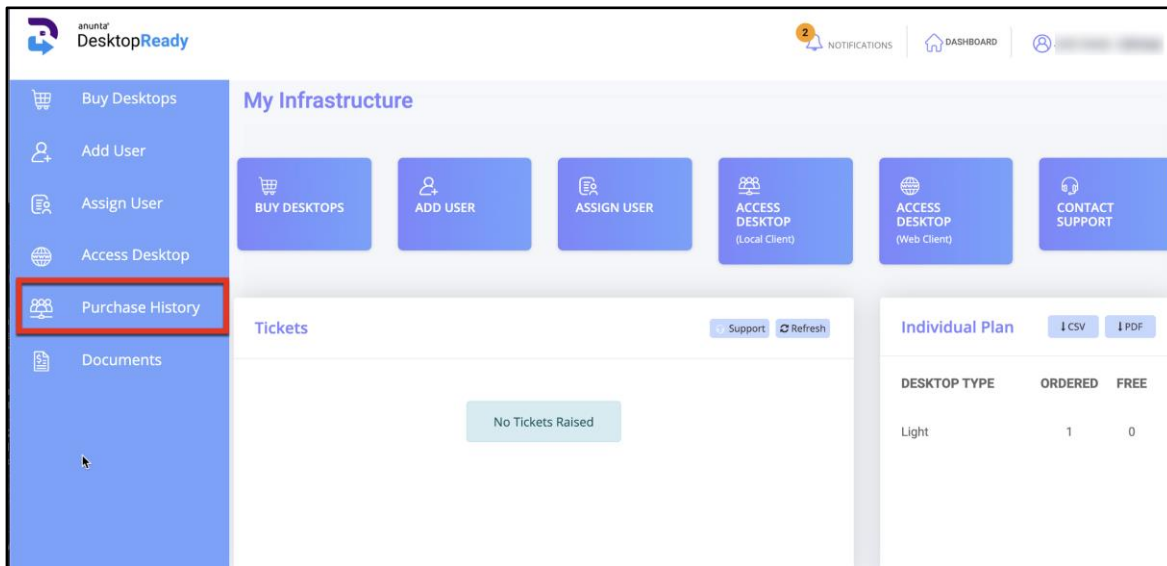 anunta
DesktopReady
2
NOTIFICATIONS
DASHBOARD
Buy Desktops
Add User
Assign User
Access Desktop
Purchase History
Documents
My Infrastructure
BUY DESKTOPS
ADD USER
ASSIGN USER
ACCESS
DESKTOP
(Local Client)
ACCESS
DESKTOP
(Web Client)
CONTACT
SUPPORT
Tickets
Support
Refresh
No Tickets Raised
Individual Plan
CSV
PDF
DESKTOP TYPE ORDERED FREE
Light 1 0